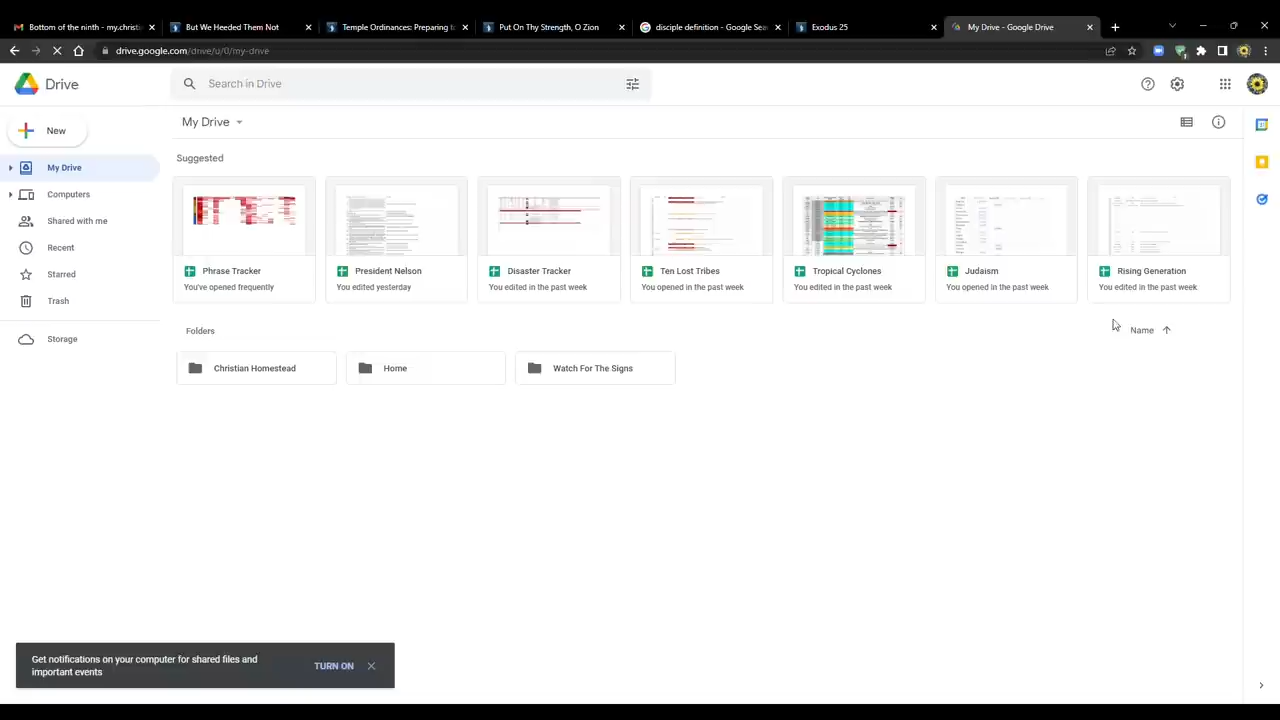 Bottom of the ninth - my.christi
But We Heeded Them Not
Temple Ordinances: Preparing fo
Put On Thy Strength, O Zion
disciple definition - Google Sea
Exodus 25
My Drive - Google Drive
drive.google.com/drive/u/0/my-drive
Drive
Search in Drive
New
My Drive
My Drive
Computers
Shared with me
Recent
Starred
Trash
Storage
Suggested
Phrase Tracker
You've opened frequently
President Nelson
You edited yesterday
Disaster Tracker
You edited in the past week
Ten Lost Tribes
You opened in the past week
Tropical Cyclones
You edited in the past week
Judaism
You opened in the past week
Rising Generation
You edited in the past week
Folders
Name
Christian Homestead
Home
Watch For The Signs
Get notifications on your computer for shared files and
important events
TURN ON